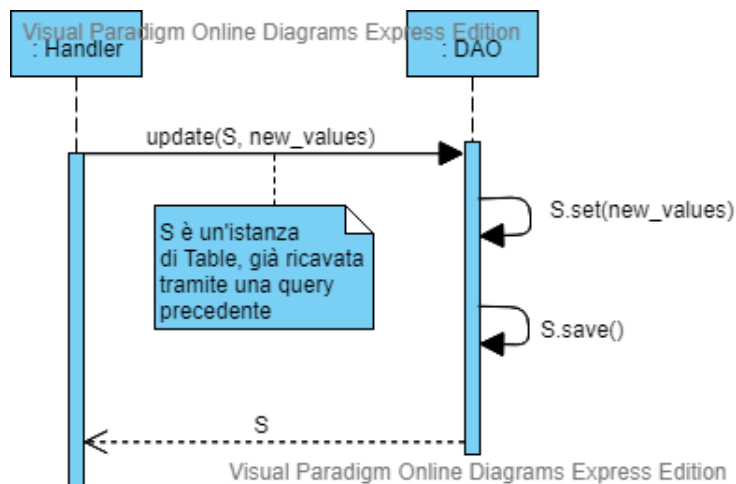 Visual Paradigm Online Diagrams Express Edition
: Handler
: DAO
update(S, new_values)
S.set(new_values)
S è un'istanza
di Table, già ricavata
tramite una query
precedente
S.save()
S
Visual Paradigm Online Diagrams Express Edition